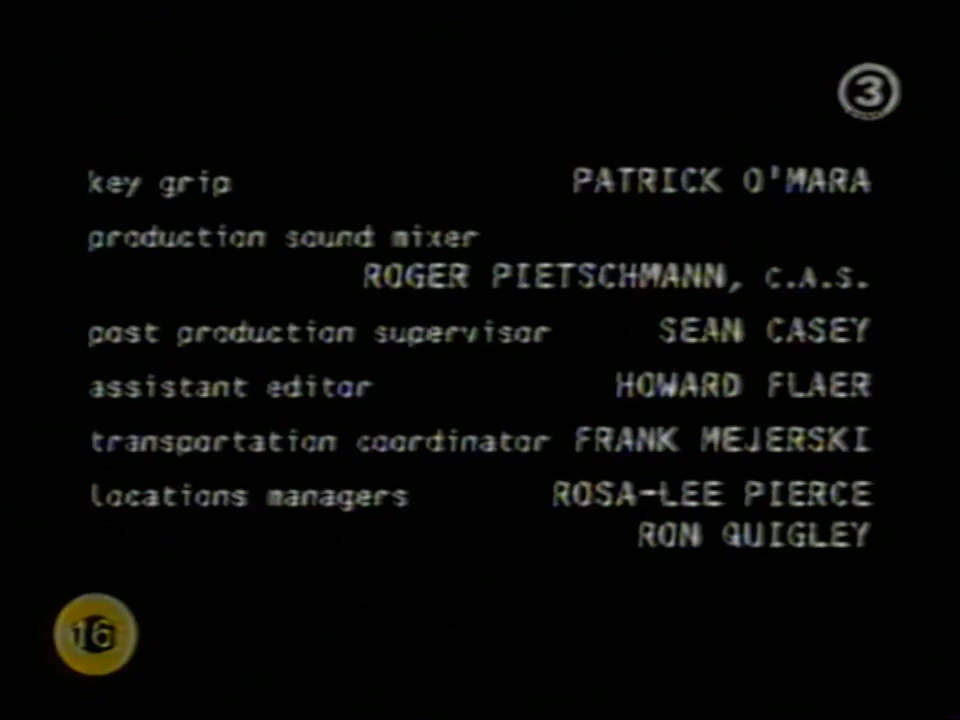 3
key grip PATRICK O'MARA
production sound mixer
ROGER PIETSCHMANN, C.A.S.
post production supervisor SEAN CASEY
assistant editor HOWARD FLAER
transportation coordinator FRANK MEJERSKI
locations managers ROSA-LEE PIERCE
RON QUIGLEY
16